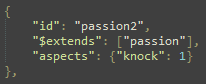 {
"id": "passion2",
"$extends": ["passion"],
"aspects": {"knock": 1}
},